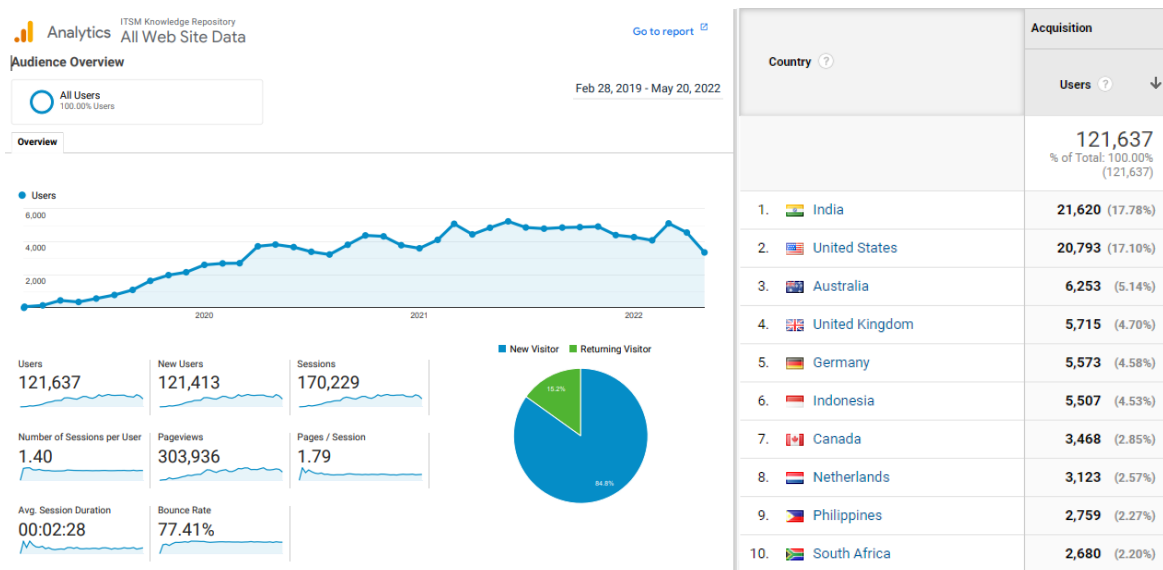 ITSM Knowledge Repository
Analytics All Web Site Data
Go to report
Audience Overview
Feb 28, 2019 - May 20, 2022
All Users
100.00% Users
Overview
Users
6,000
4,000
2,000
2020 2021 2022
New Visitor Returning Visitor
Users New Users Sessions
121,637 121,413 170,229
Number of Sessions per User Pageviews Pages / Session
1.40 303,936 1.79
Avg. Session Duration Bounce Rate
00:02:28 77.41%
15.2%
84.8%
Country ? Acquisition
Users ?
121,637
% of Total: 100.00%
(121,637)
1. India 21,620 (17.78%)
2. United States 20,793 (17.10%)
3. Australia 6,253 (5.14%)
4. United Kingdom 5,715 (4.70%)
5. Germany 5,573 (4.58%)
6. Indonesia 5,507 (4.53%)
7. Canada 3,468 (2.85%)
8. Netherlands 3,123 (2.57%)
9. Philippines 2,759 (2.27%)
10. South Africa 2,680 (2.20%)